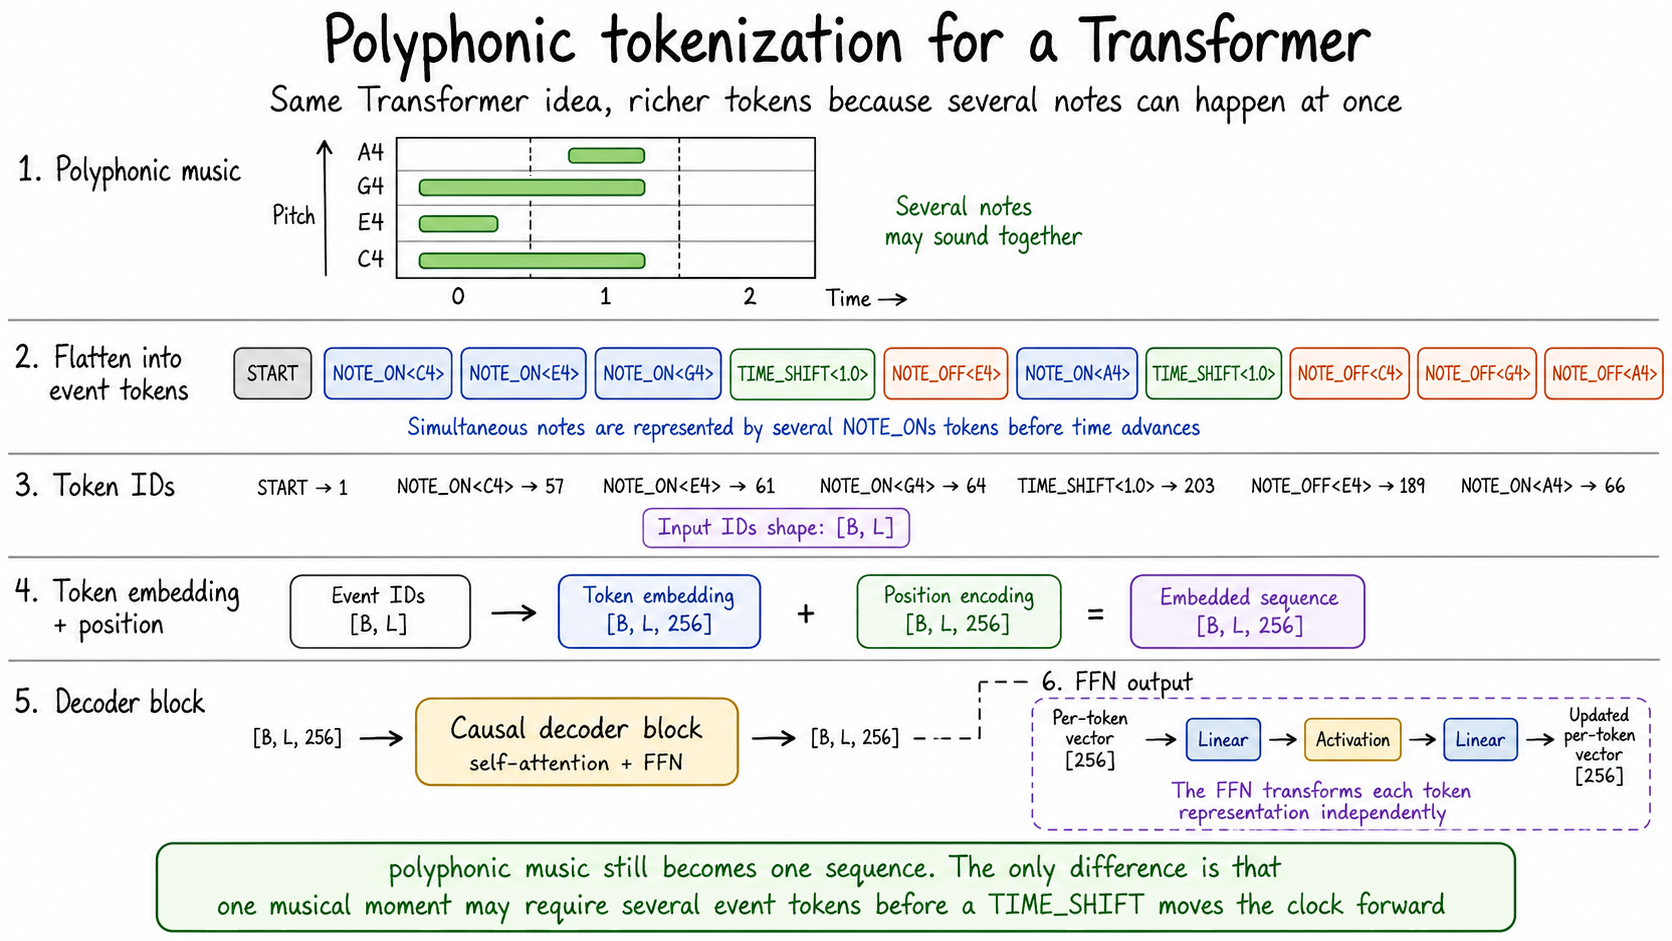 Polyphonic tokenization for a Transformer
Same Transformer idea, richer tokens because several notes can happen at once
1. Polyphonic music
Pitch
A4
G4
E4
C4
0 1 2 Time →
Several notes
may sound together
2. Flatten into
event tokens
START NOTE_ON<C4> NOTE_ON<E4> NOTE_ON<G4> TIME_SHIFT<1.0> NOTE_OFF<E4> NOTE_ON<A4> TIME_SHIFT<1.0> NOTE_OFF<C4> NOTE_OFF<G4> NOTE_OFF<A4>
Simultaneous notes are represented by several NOTE_ONs tokens before time advances
3. Token IDs
START → 1 NOTE_ON<C4> → 57 NOTE_ON<E4> → 61 NOTE_ON<G4> → 64 TIME_SHIFT<1.0> → 203 NOTE_OFF<E4> → 189 NOTE_ON<A4> → 66
Input IDs shape: [B, L]
4. Token embedding
+ position
Event IDs
[B, L]
→
Token embedding
[B, L, 256]
+
Position encoding
[B, L, 256]
=
Embedded sequence
[B, L, 256]
5. Decoder block
[B, L, 256] →
Causal decoder block
self-attention + FFN
→ [B, L, 256]
6. FFN output
Per-token
vector
[256]
→ Linear → Activation → Linear →
Updated
per-token
vector
[256]
The FFN transforms each token
representation independently
polyphonic music still becomes one sequence. The only difference is that
one musical moment may require several event tokens before a TIME_SHIFT moves the clock forward